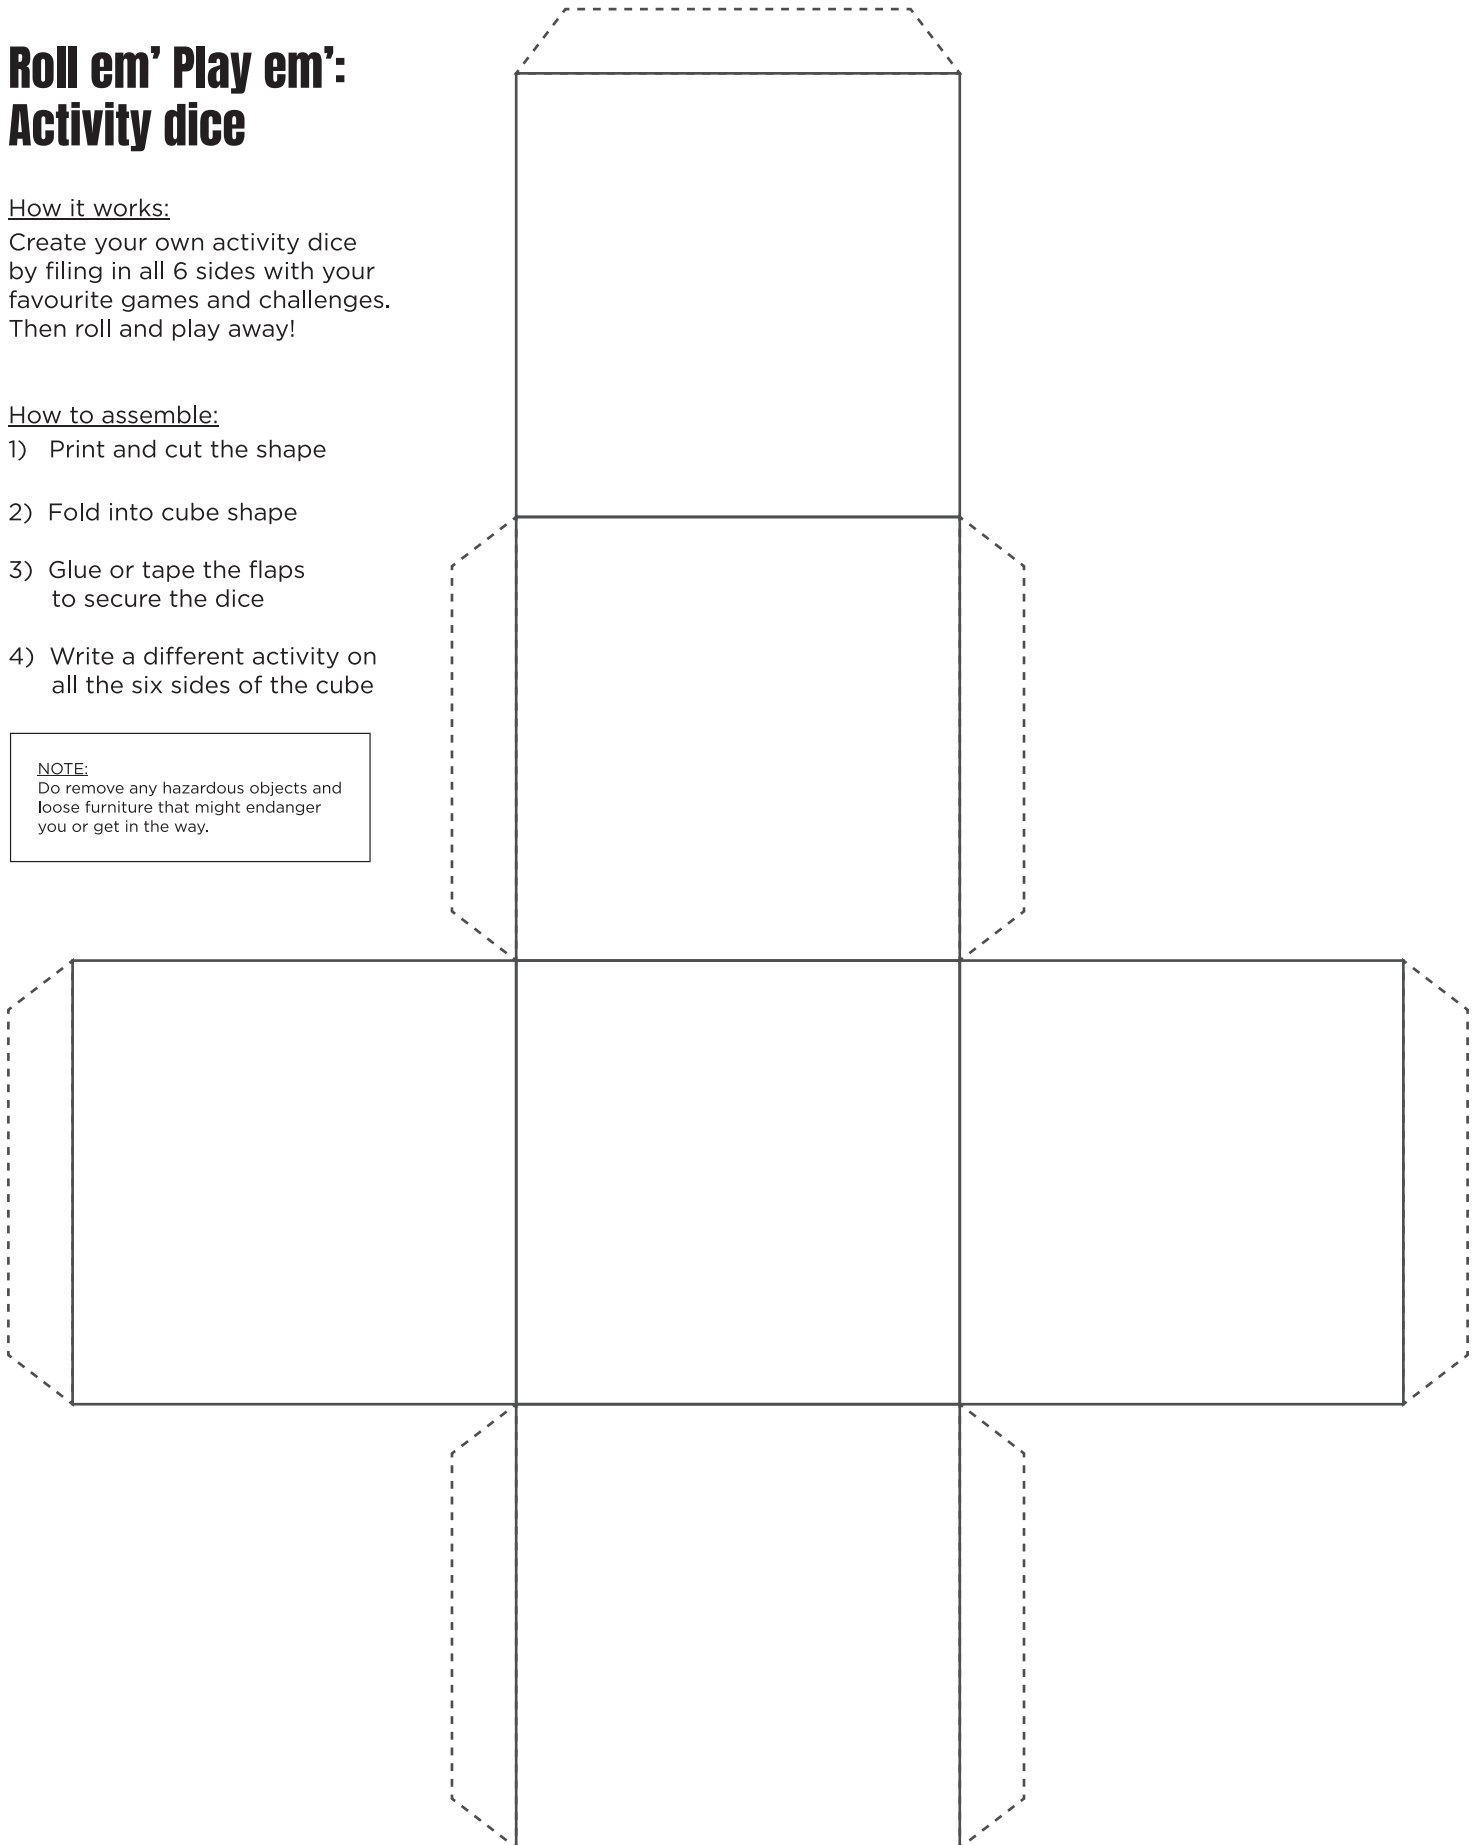 Roll em’ Play em’:
Activity dice
How it works:
Create your own activity dice
by filing in all 6 sides with your
favourite games and challenges.
Then roll and play away!
How to assemble:
1) Print and cut the shape
2) Fold into cube shape
3) Glue or tape the flaps
to secure the dice
4) Write a different activity on
all the six sides of the cube
NOTE:
Do remove any hazardous objects and
loose furniture that might endanger
you or get in the way.